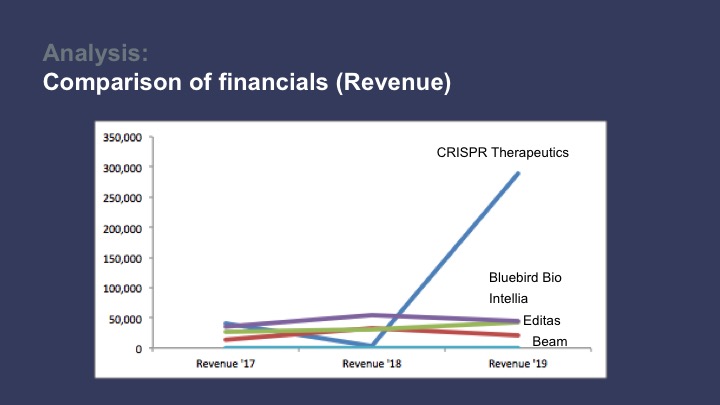 Analysis:
Comparison of financials (Revenue)
350,000
300,000
250,000
200,000
150,000
100,000
50,000
0
CRISPR Therapeutics
Bluebird Bio
Intellia
Editas
Beam
Revenue '17
Revenue '18
Revenue '19